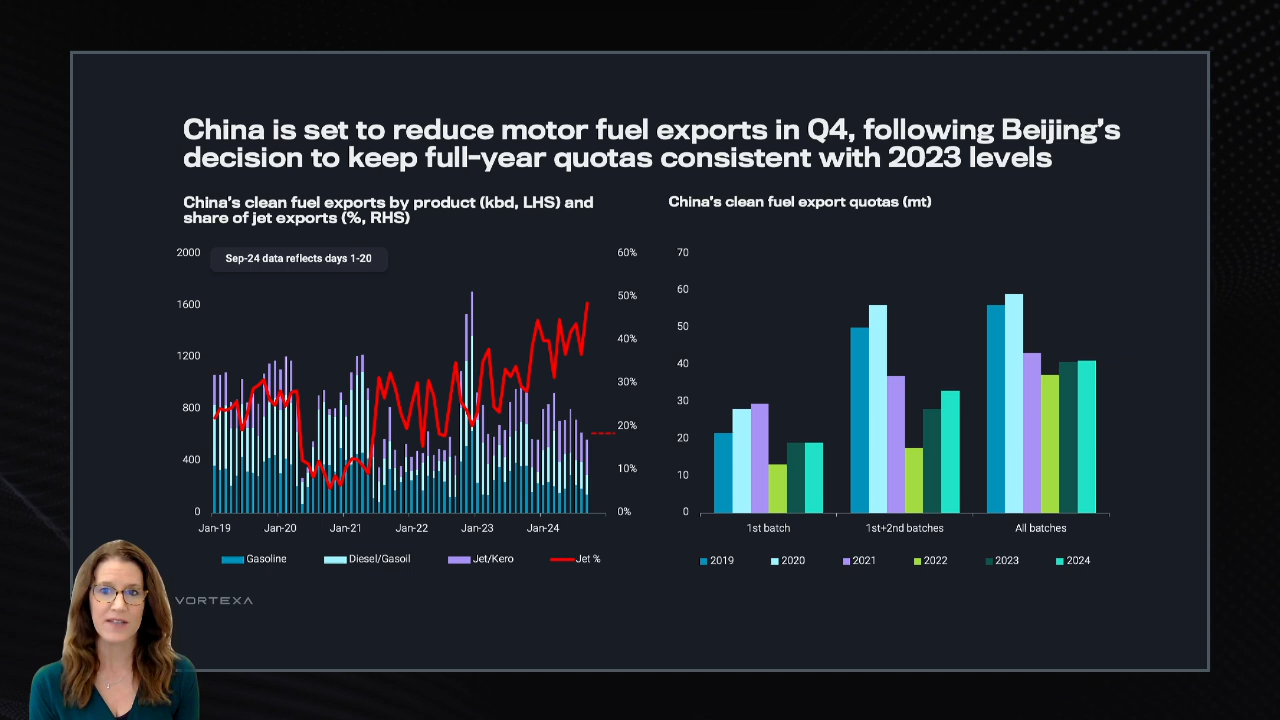 China is set to reduce motor fuel exports in Q4, following Beijing's
decision to keep full-year quotas consistent with 2023 levels
China's clean fuel exports by product (kbd, LHS) and
share of jet exports (%, RHS)
2000
1600
1200
800
400
0
Sep-24 data reflects days 1-20
60%
50%
40%
30%
20%
10%
0%
Jan-19 Jan-20 Jan-21 Jan-22 Jan-23 Jan-24
Gasoline Diesel/Gasoil Jet/Kero Jet %
China's clean fuel export quotas (mt)
70
60
50
40
30
20
10
0
1st batch 1st+2nd batches All batches
2019 2020 2021 2022 2023 2024
VORTEXA